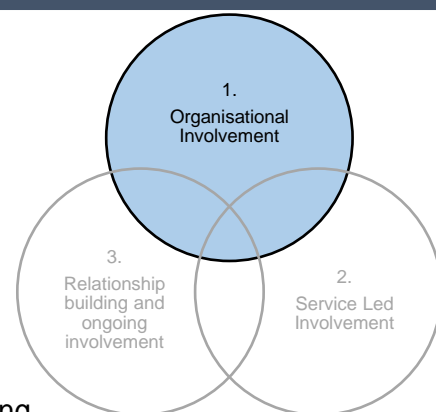 1.
Organisational
Involvement
3.
Relationship
building and
ongoing
involvement
2.
Service Led
Involvement